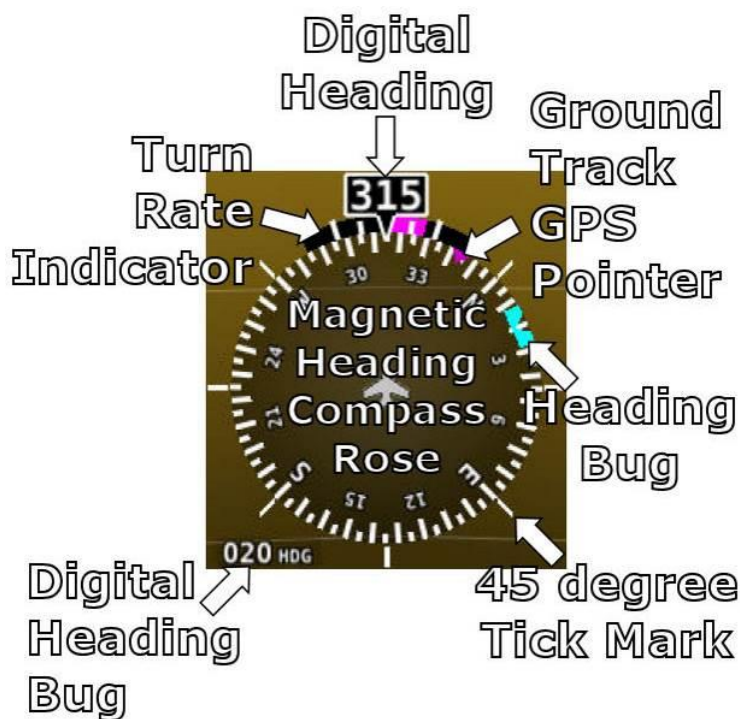 Digital
Heading
Ground
Track
GPS
Pointer
Turn
Rate
Indicator
315
30
33
N
3
6
E
12
15
S
21
24
W
Magnetic
Heading
Compass
Rose
Heading
Bug
020 HDG
Digital
Heading
Bug
45 degree
Tick Mark